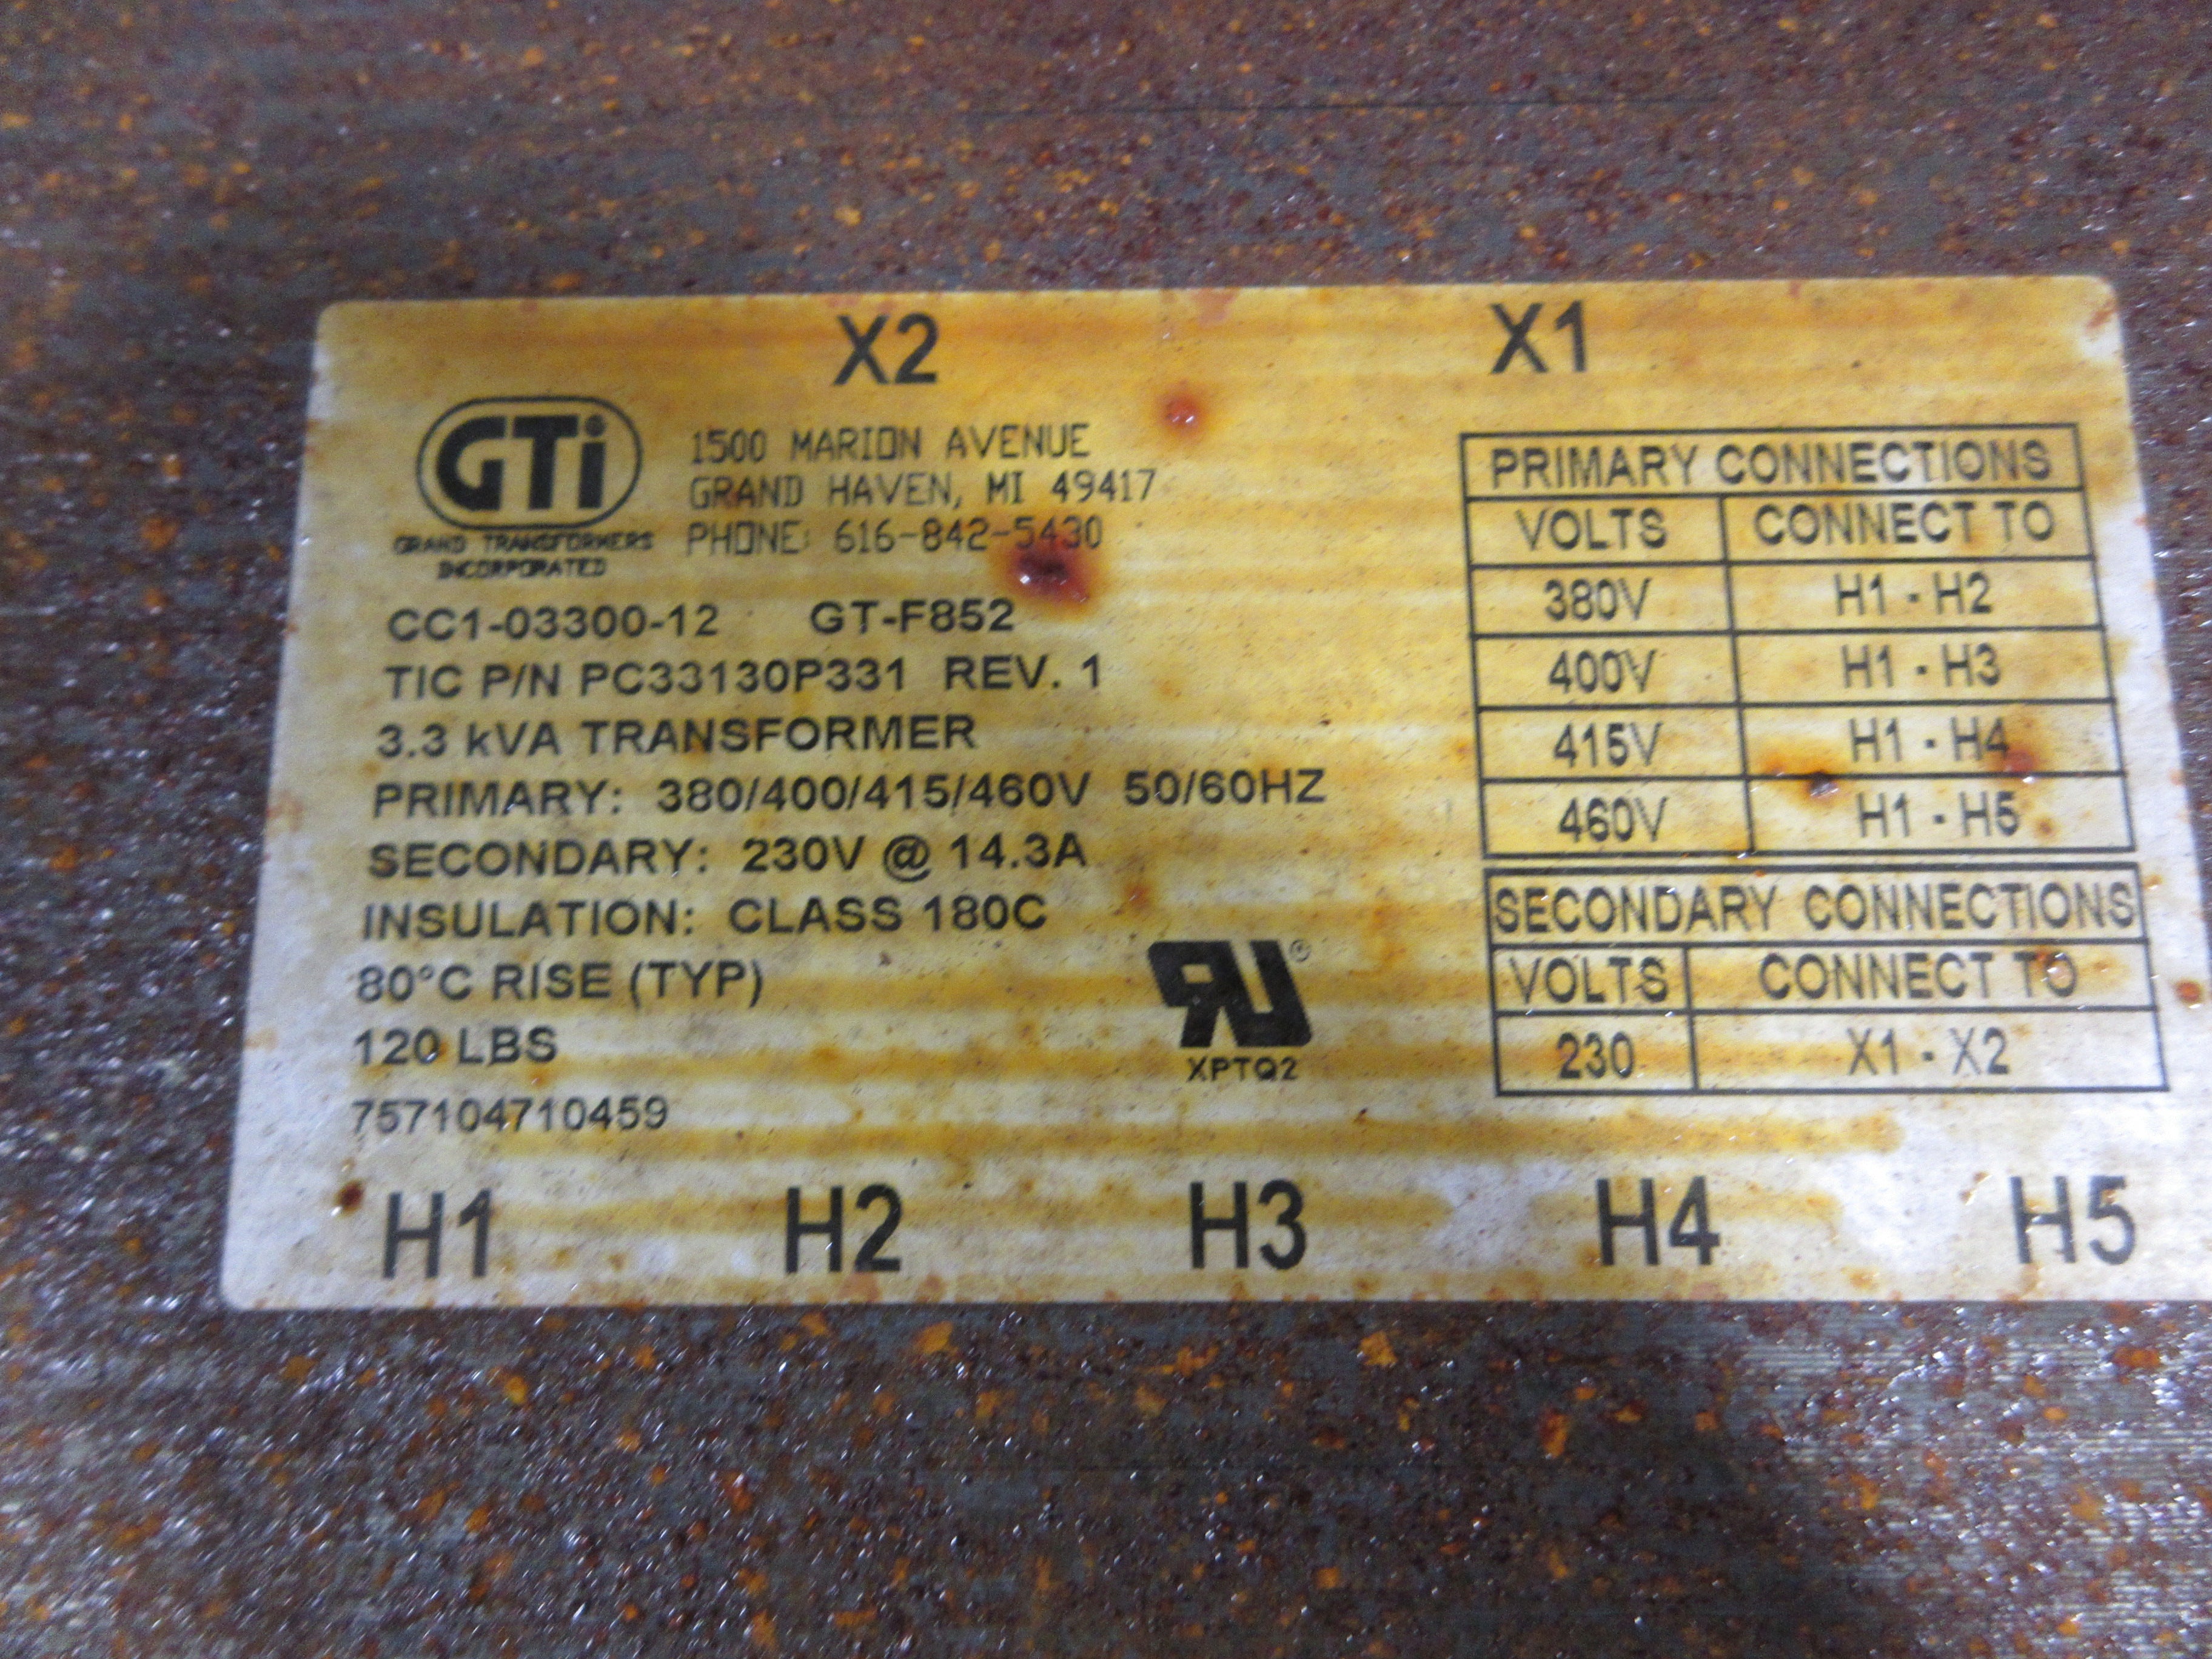 X2 X1
GTi
GRAND TRANSFORMERS
INCORPORATED
1500 MARION AVENUE
GRAND HAVEN, MI 49417
PHONE: 616-842-5430
CC1-03300-12 GT-F852
TIC P/N PC33130P331 REV. 1
3.3 kVA TRANSFORMER
PRIMARY: 380/400/415/460V 50/60HZ
SECONDARY: 230V @ 14.3A
INSULATION: CLASS 180C
80°C RISE (TYP)
120 LBS
757104710459
RU®
XPTQ2
PRIMARY CONNECTIONS
VOLTS CONNECT TO
380V H1 - H2
400V H1 - H3
415V H1 - H4
460V H1 - H5
SECONDARY CONNECTIONS
VOLTS CONNECT TO
230 X1 - X2
H1 H2 H3 H4 H5